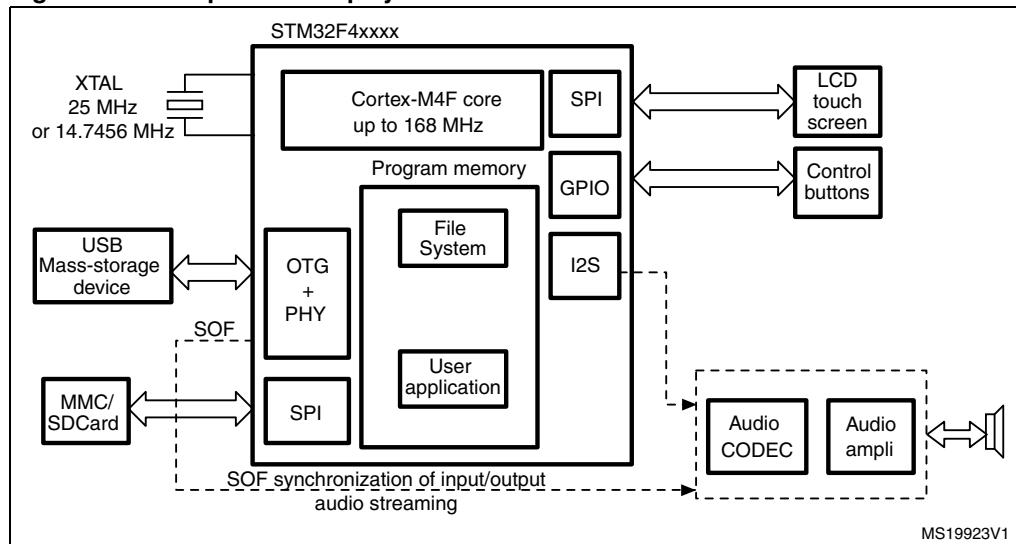 STM32F4xxxx
XTAL
25 MHz
or 14.7456 MHz
Cortex-M4F core
up to 168 MHz
SPI
LCD
touch
screen
Program memory
GPIO
Control
buttons
File
System
USB
Mass-storage
device
OTG
+
PHY
I2S
SOF
User
application
MMC/
SDCard
SPI
Audio
CODEC
Audio
ampli
SOF synchronization of input/output
audio streaming
MS19923V1